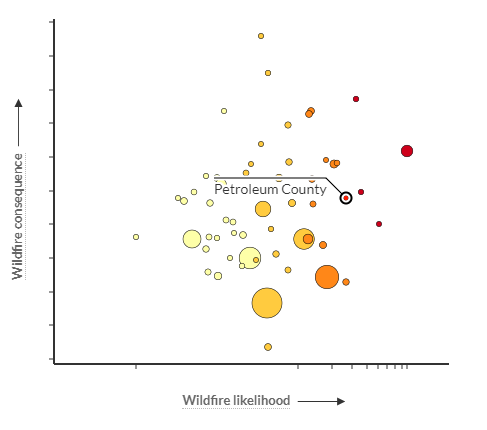 Petroleum County
Wildfire consequence
Wildfire likelihood